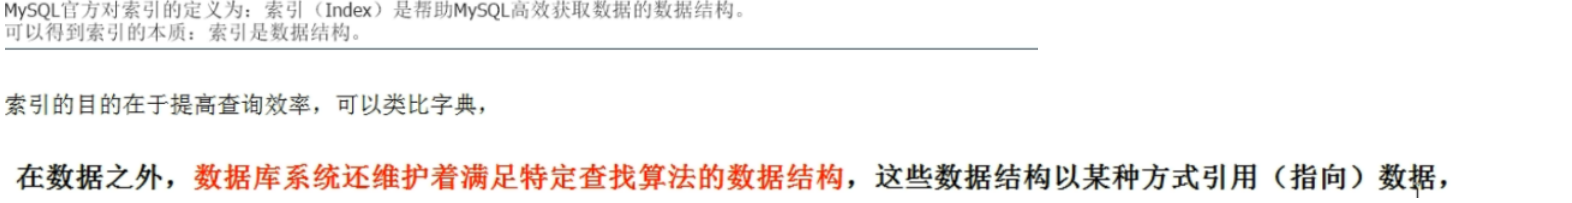 MySQL官方对索引的定义为：索引（Index）是帮助MySQL高效获取数据的数据结构。
可以得到索引的本质：索引是数据结构。
索引的目的在于提高查询效率，可以类比字典，
在数据之外，数据库系统还维护着满足特定查找算法的数据结构，这些数据结构以某种方式引用（指向）数据，